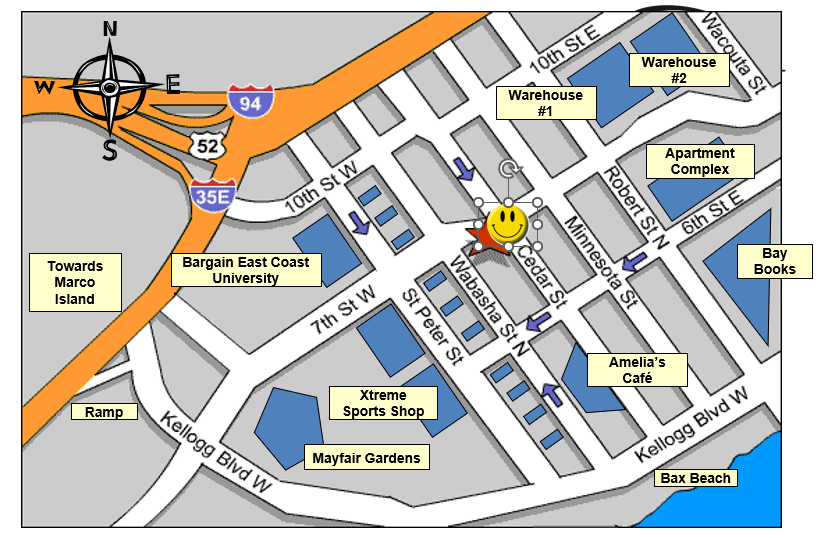 N
W
E
S
94
52
35E
10th St E
Wacouta St
Warehouse
#2
Warehouse
#1
Apartment
Complex
10th St W
Robert St N
6th St E
Minnesota St
Bay
Books
Towards
Marco
Island
Bargain East Coast
University
Cedar St
Wabasha St N
7th St W
St Peter St
Amelia's
Café
Xtreme
Sports Shop
Ramp
Kellogg Blvd W
Mayfair Gardens
Kellogg Blvd W
Bax Beach